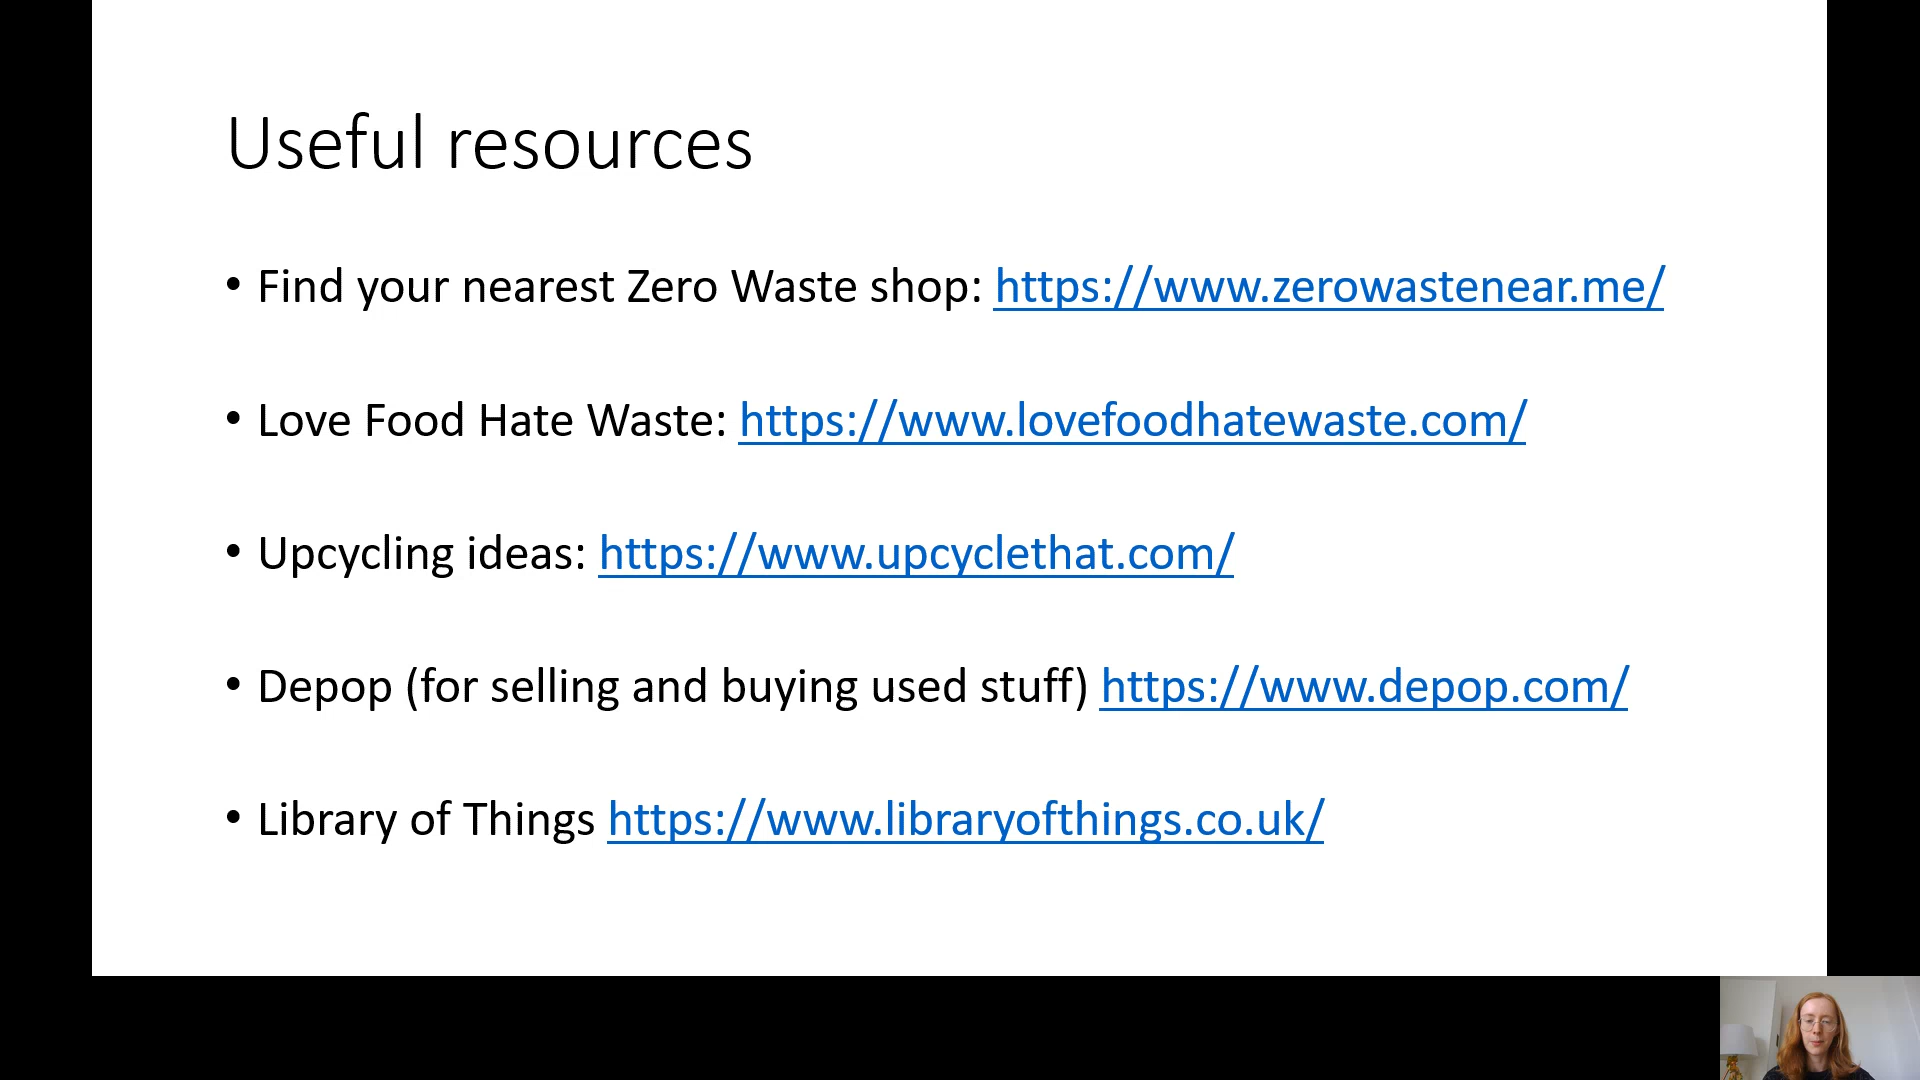 Useful resources
• Find your nearest Zero Waste shop: https://www.zerowastenear.me/
• Love Food Hate Waste: https://www.lovefoodhatewaste.com/
• Upcycling ideas: https://www.upcyclethat.com/
• Depop (for selling and buying used stuff) https://www.depop.com/
• Library of Things https://www.libraryofthings.co.uk/